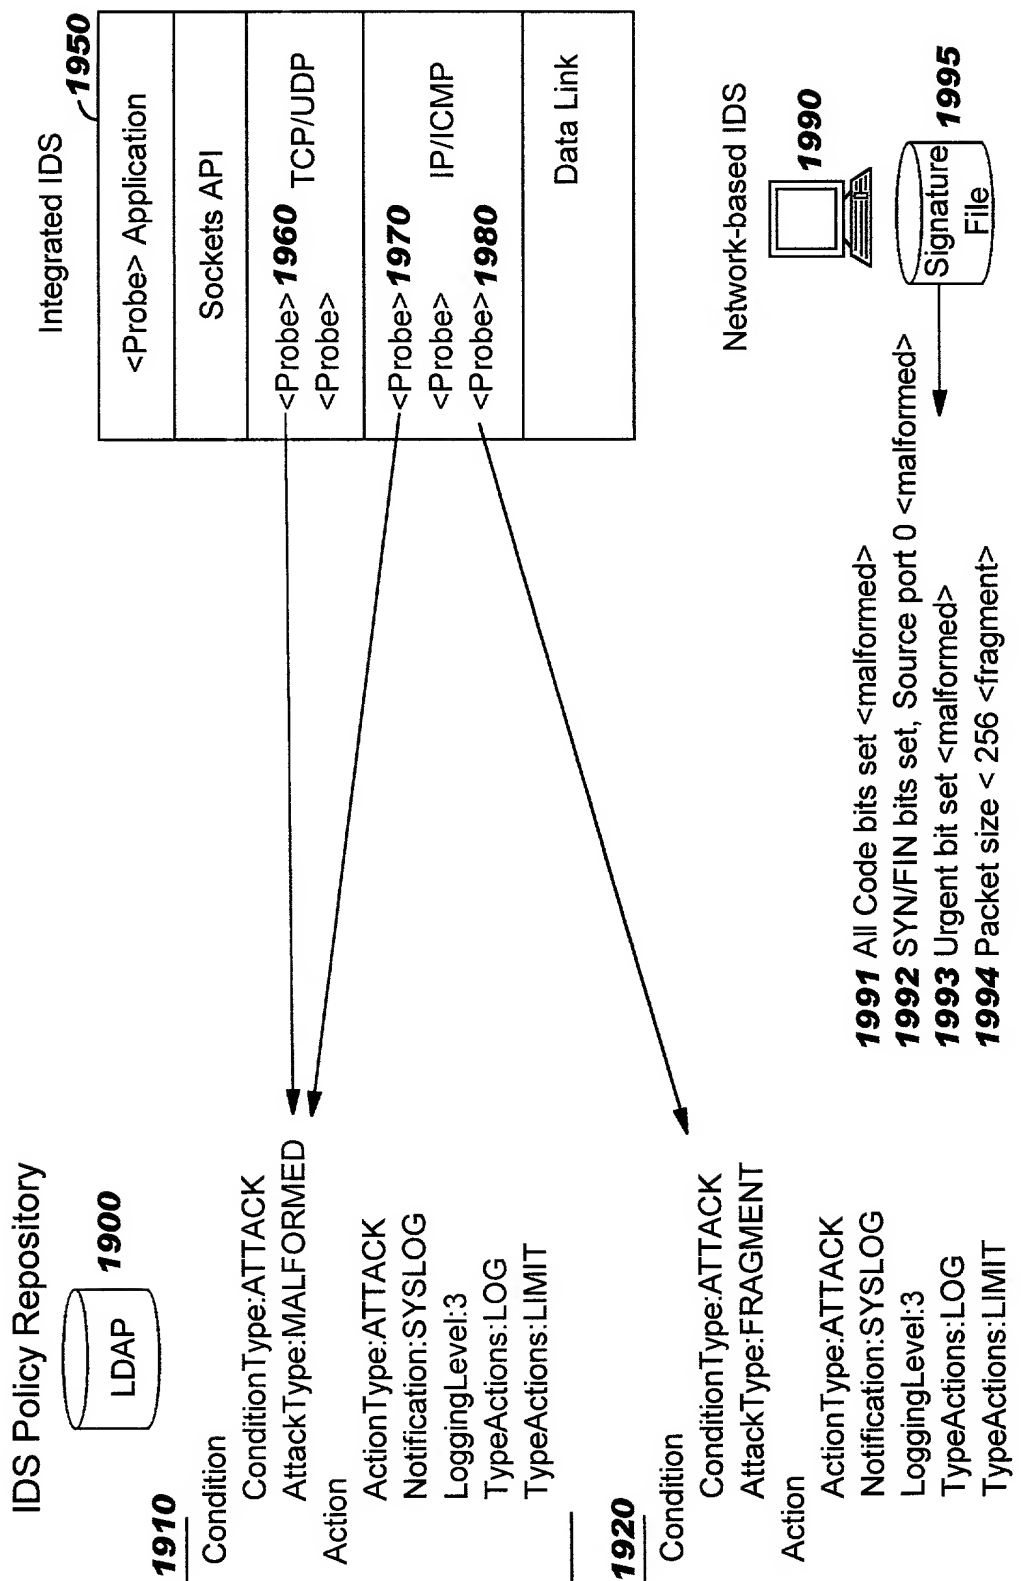 IDS Policy Repository
LDAP
1900
1910
Condition
ConditionType:ATTACK
AttackType:MALFORMED
Action
ActionType:ATTACK
Notification:SYSLOG
LoggingLevel:3
TypeActions:LOG
TypeActions:LIMIT
1920
Condition
ConditionType:ATTACK
AttackType:FRAGMENT
Action
ActionType:ATTACK
Notification:SYSLOG
LoggingLevel:3
TypeActions:LOG
TypeActions:LIMIT
Integrated IDS
1950
<Probe> Application
Sockets API
<Probe> 1960 TCP/UDP
<Probe>
<Probe> 1970
<Probe> IP/ICMP
<Probe> 1980
Data Link
Network-based IDS
1990
Signature
File
1995
1991 All Code bits set <malformed>
1992 SYN/FIN bits set, Source port 0 <malformed>
1993 Urgent bit set <malformed>
1994 Packet size < 256 <fragment>